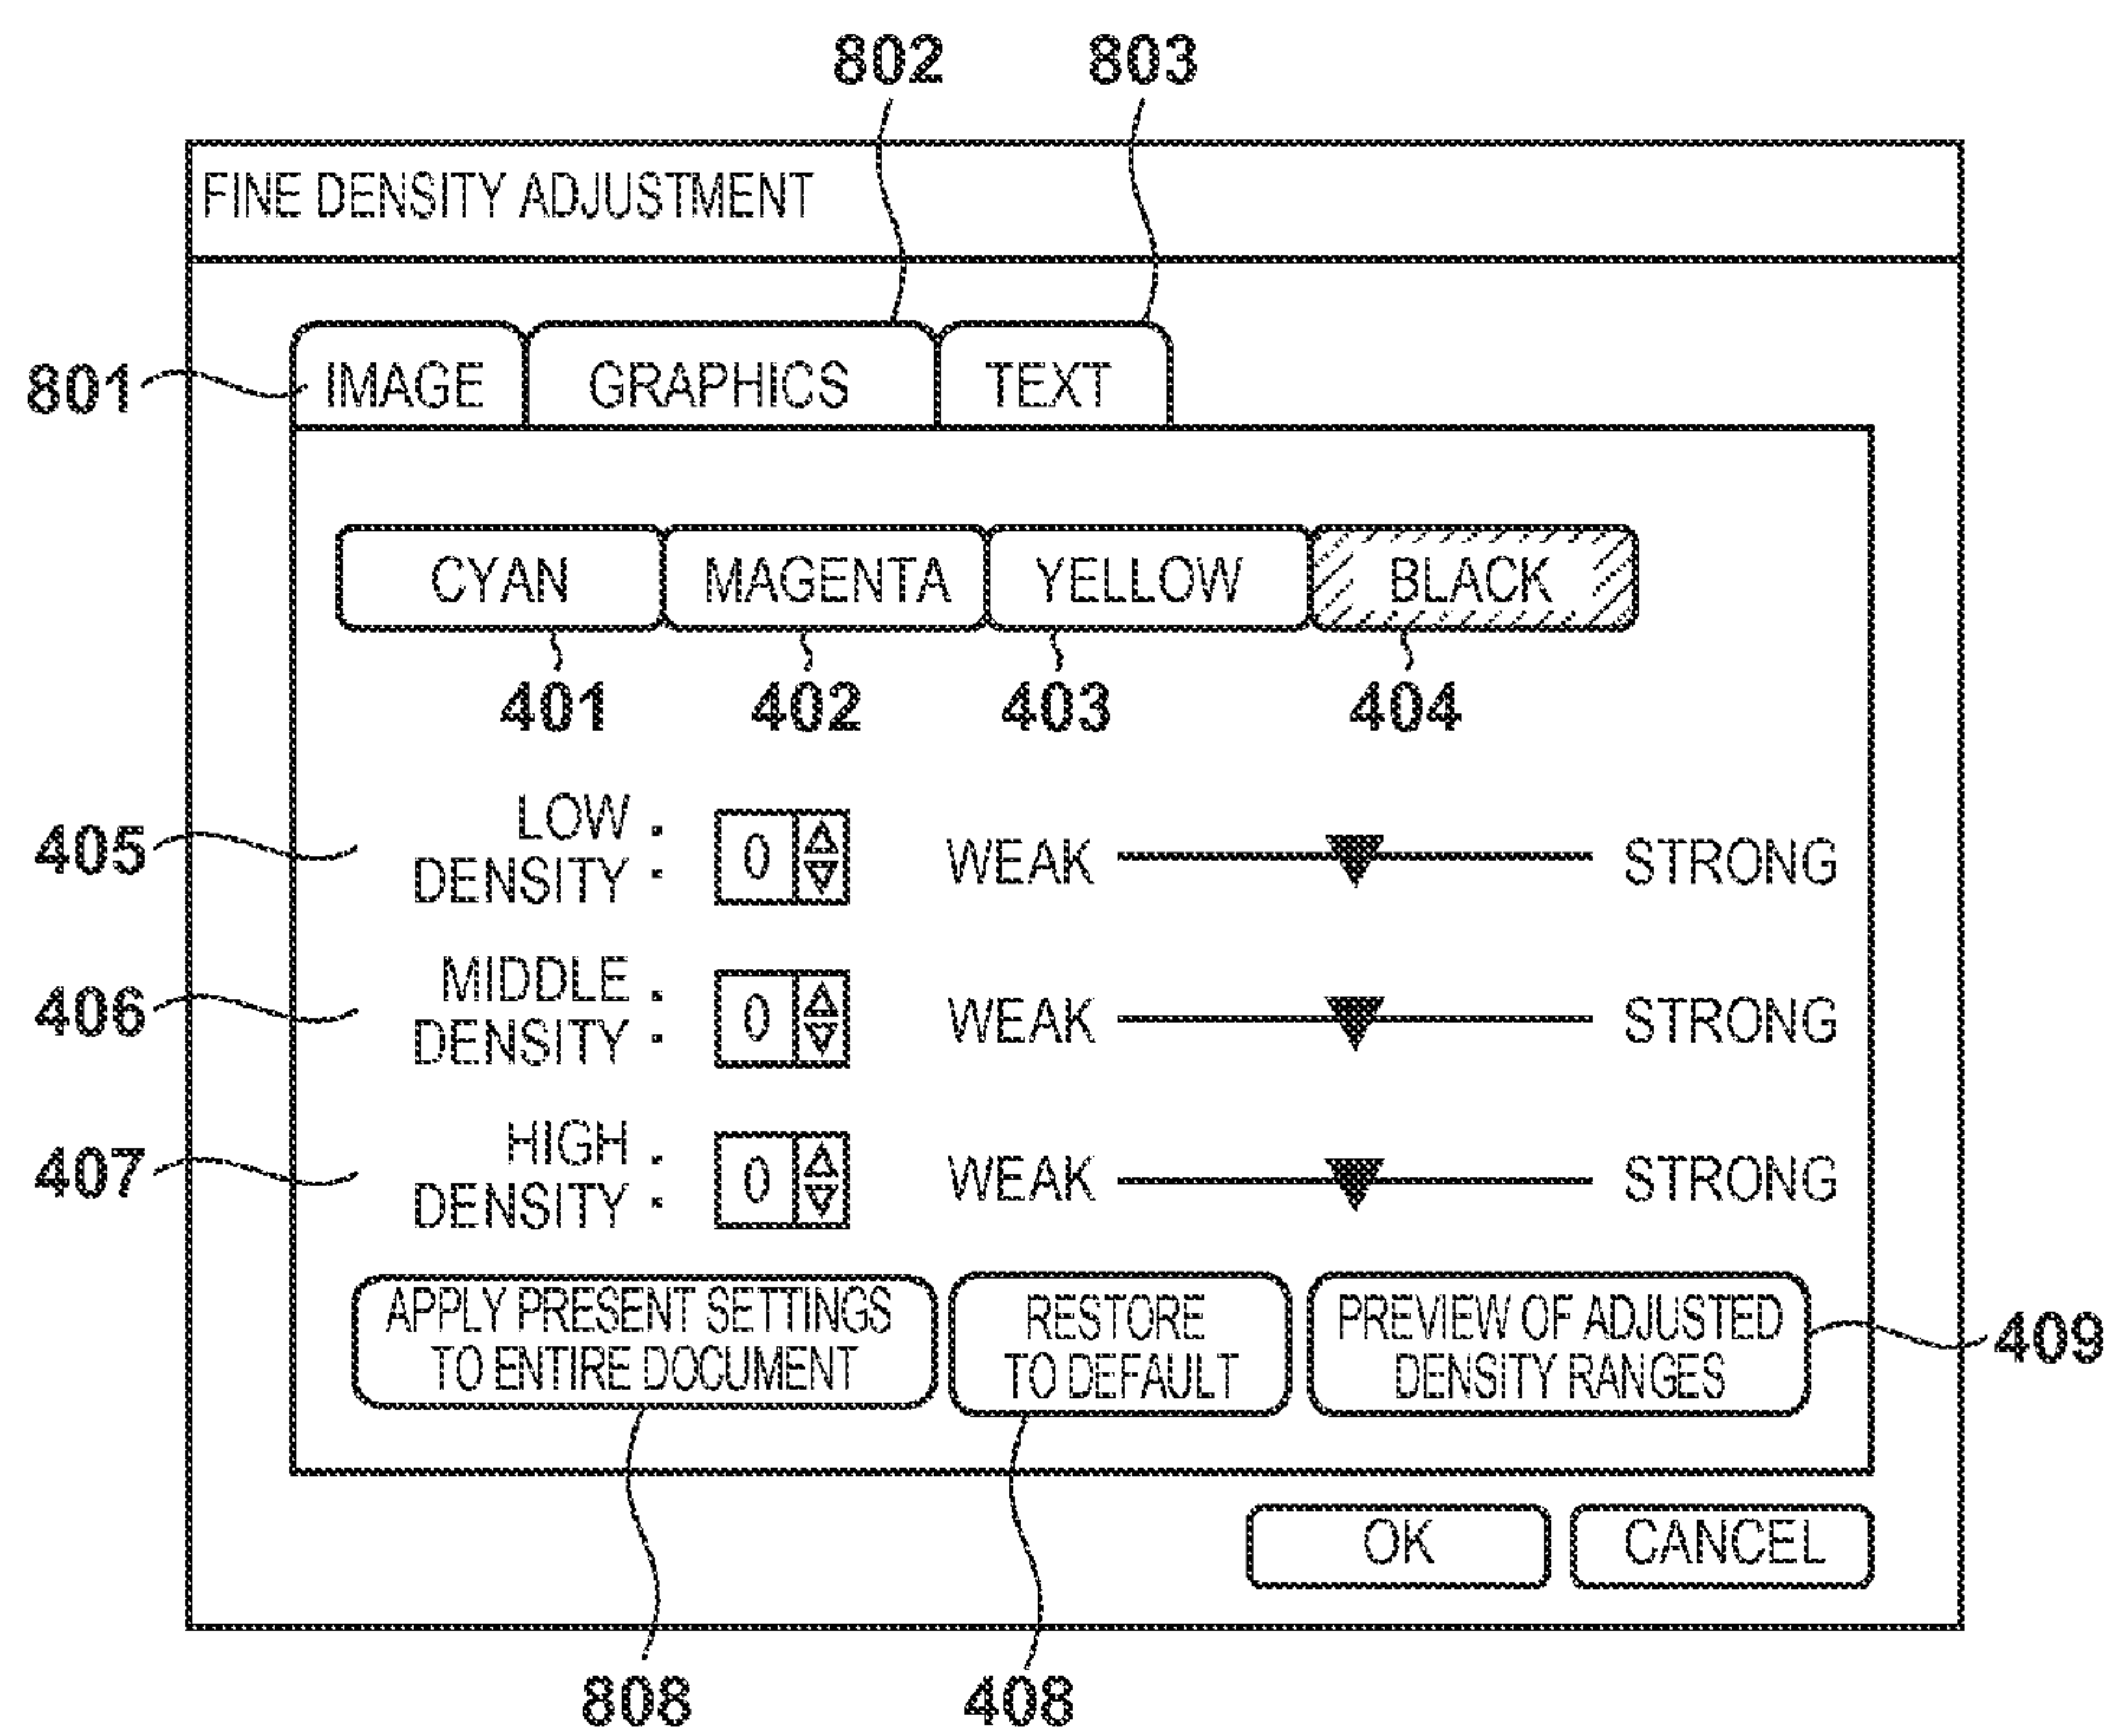 802 803
FINE DENSITY ADJUSTMENT
801 IMAGE GRAPHICS TEXT
CYAN MAGENTA YELLOW BLACK
401 402 403 404
LOW
405 DENSITY : 0 WEAK STRONG
MIDDLE
406 DENSITY : 0 WEAK STRONG
HIGH
407 DENSITY : 0 WEAK STRONG
APPLY PRESENT SETTINGS
TO ENTIRE DOCUMENT
RESTORE
TO DEFAULT
PREVIEW OF ADJUSTED
DENSITY RANGES
409
OK CANCEL
808 408